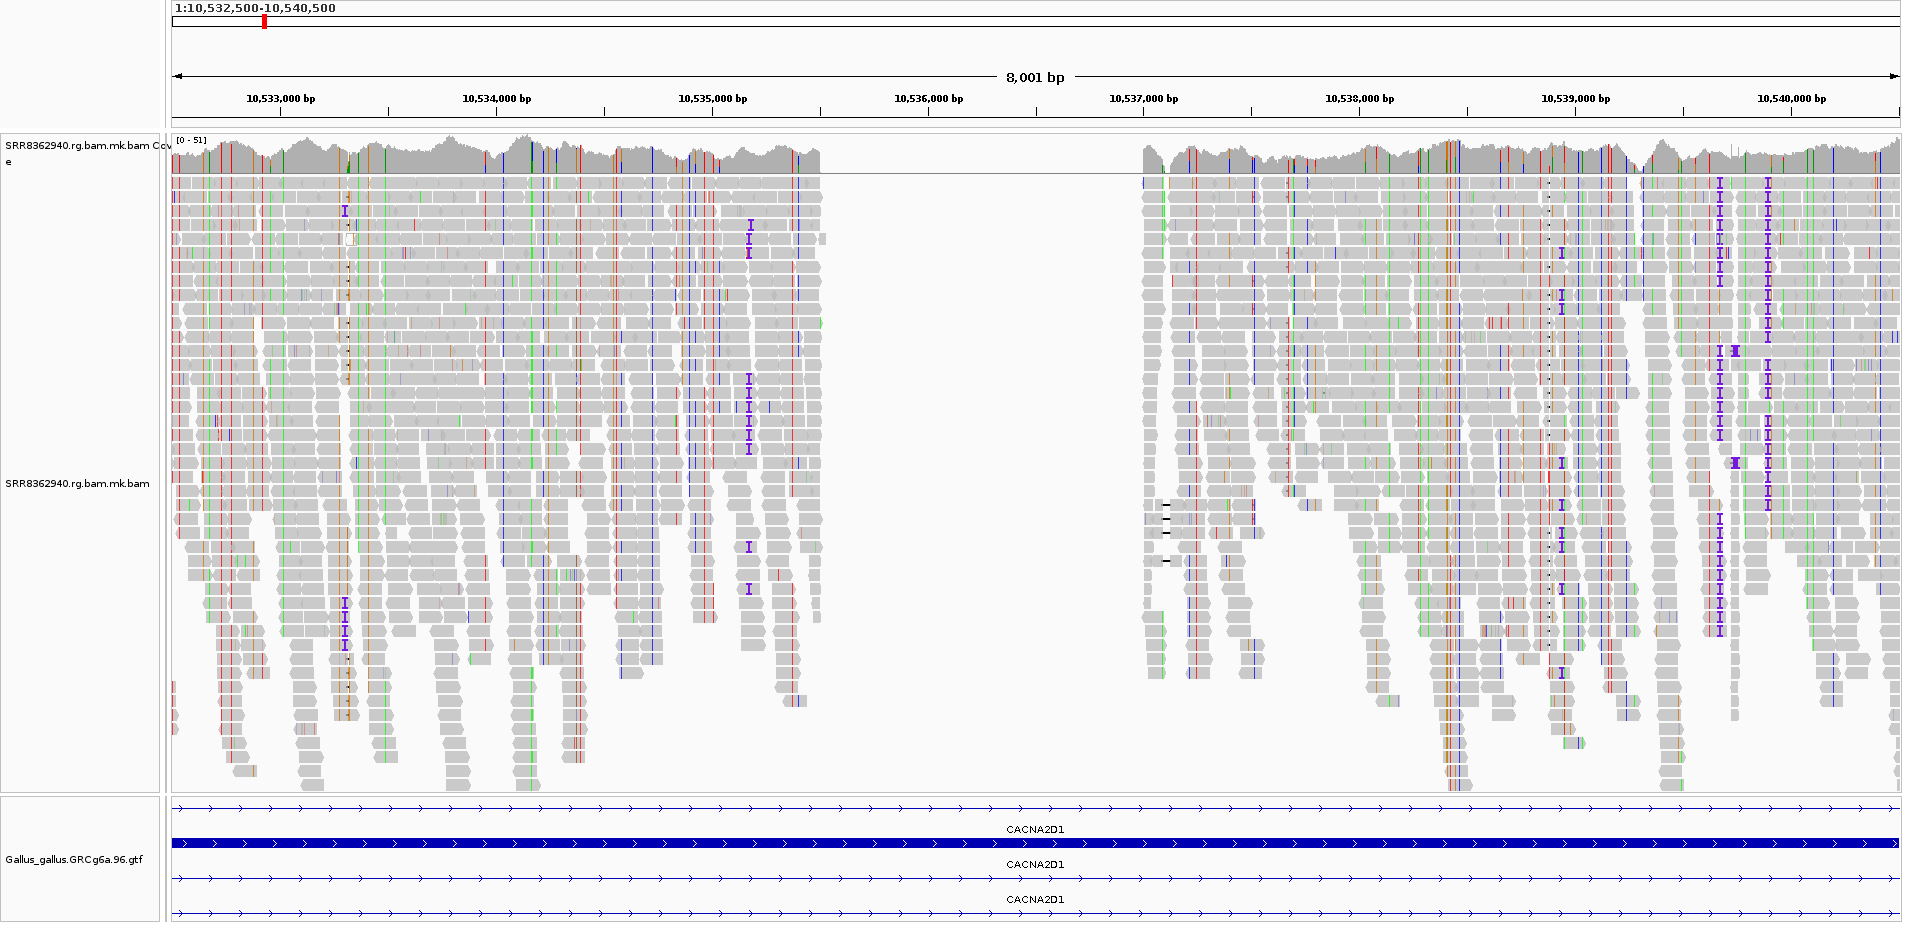 1:10,532,500-10,540,500
8,001 bp
10,533,000 bp
10,534,000 bp
10,535,000 bp
10,536,000 bp
10,537,000 bp
10,538,000 bp
10,539,000 bp
10,540,000 bp
SRR8362940.rg.bam.mk.bam Cov
e
[0 - 51]
SRR8362940.rg.bam.mk.bam
CACNA2D1
Gallus_gallus.GRCg6a.96.gtf
CACNA2D1
CACNA2D1